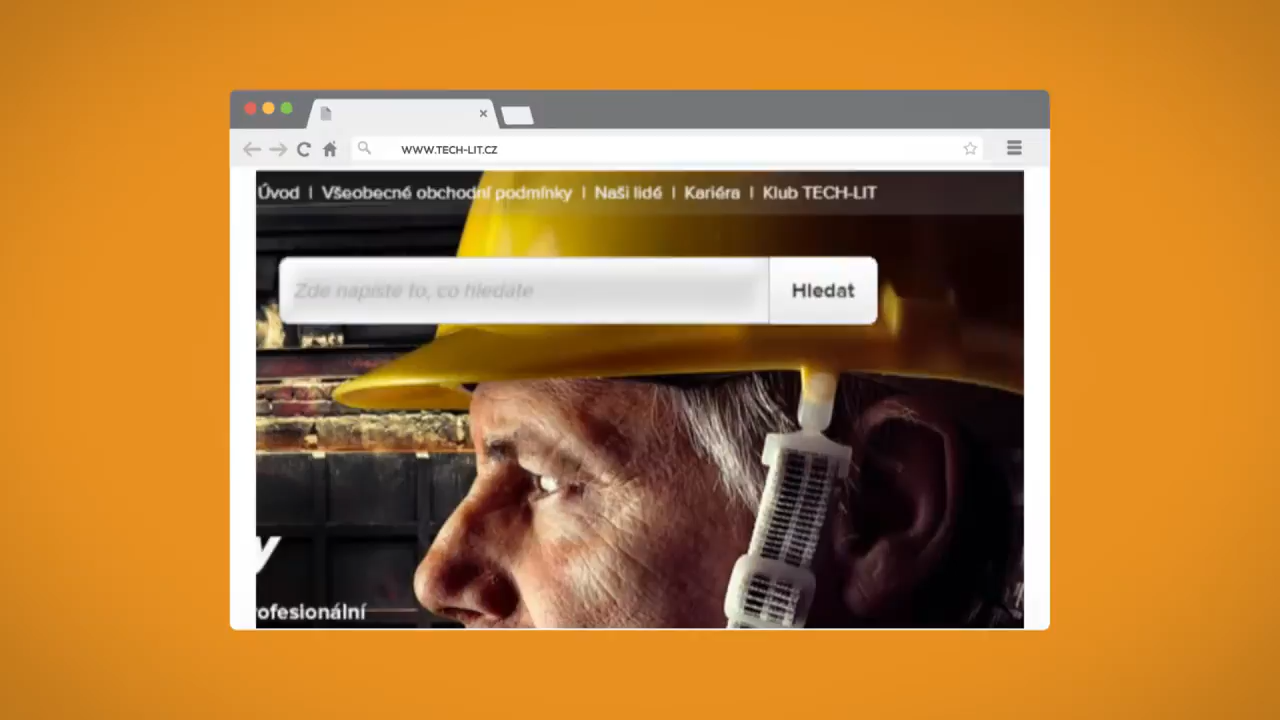 WWW.TECH-LIT.CZ
Úvod | Všeobecné obchodní podmínky | Naši lidé | Kariéra | Klub TECH-LIT
Zde napište to, co hledáte Hledat
y
rofesionální